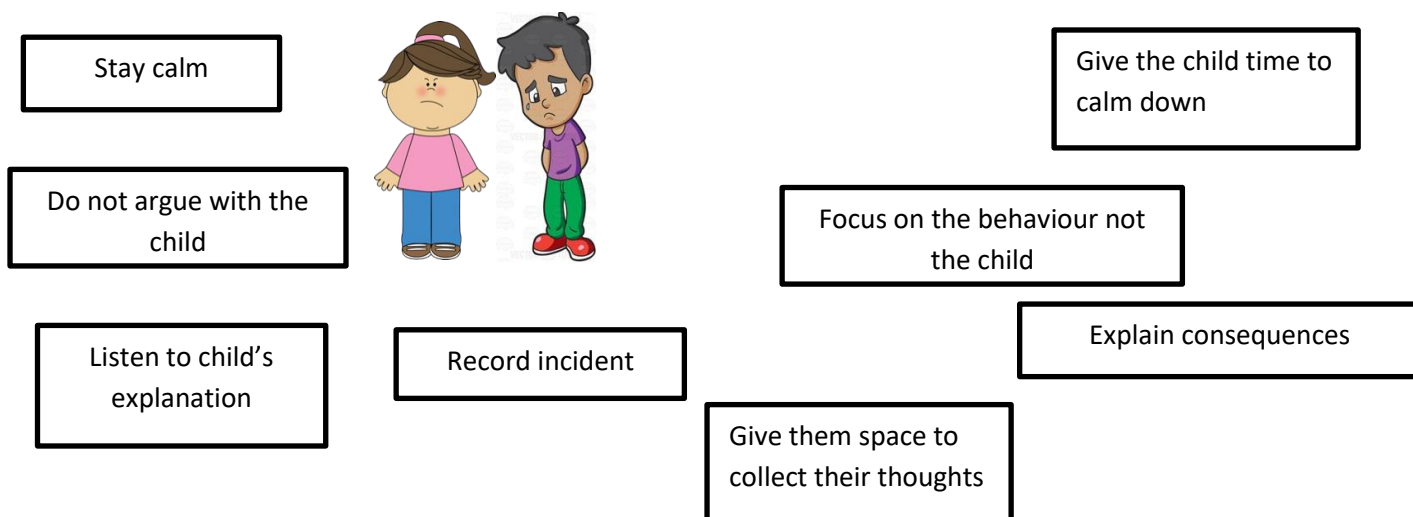 Stay calm
Give the child time to
calm down
Do not argue with the
child
Focus on the behaviour not
the child
Listen to child’s
explanation
Record incident
Explain consequences
Give them space to
collect their thoughts